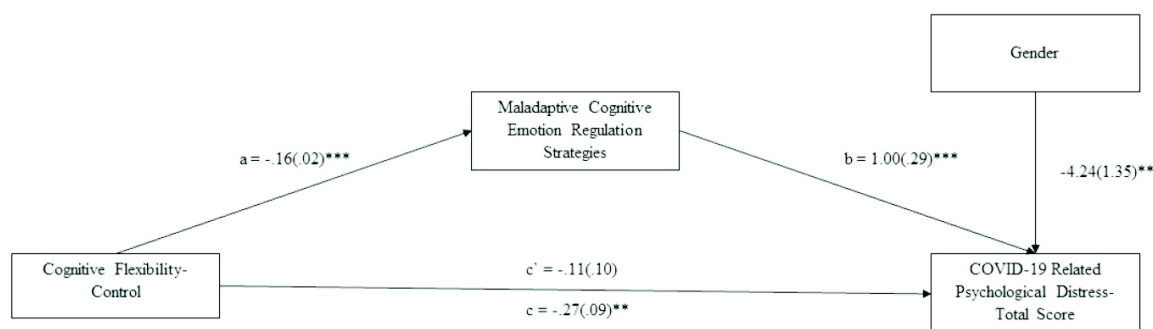 Gender
Maladaptive Cognitive
Emotion Regulation
Strategies
a = -.16(.02)***
b = 1.00(.29)***
-4.24(1.35)**
Cognitive Flexibility-
Control
c` = -.11(.10)
c = -.27(.09)**
COVID-19 Related
Psychological Distress-
Total Score